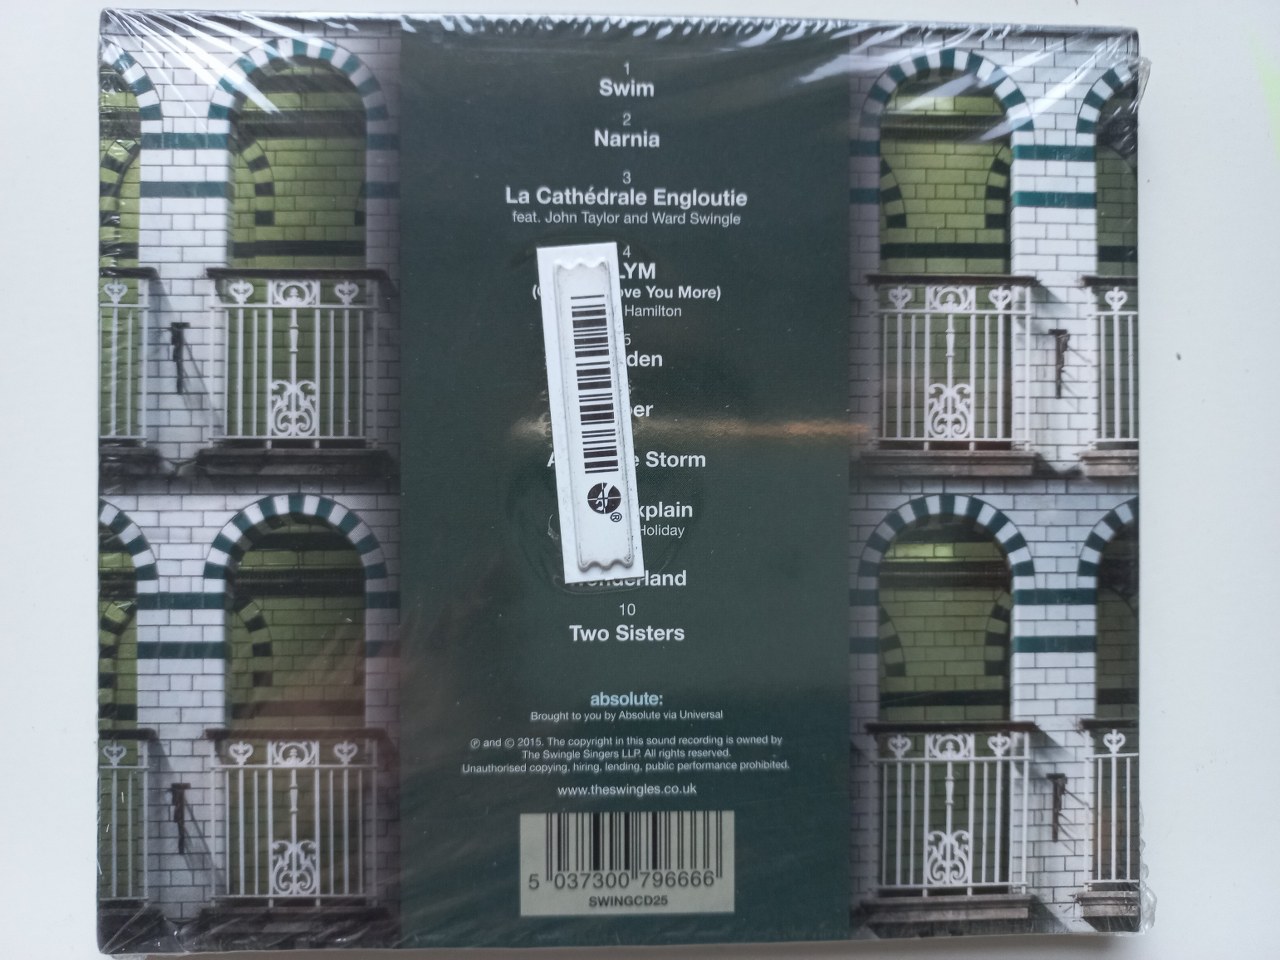 1
Swim
2
Narnia
3
La Cathédrale Engloutie
feat. John Taylor and Ward Swingle
4
LYM
ove You More)
Hamilton
5
den
er
Storm
xplain
Holiday
Wonderland
10
Two Sisters
absolute:
Brought to you by Absolute via Universal
℗ and © 2015. The copyright in this sound recording is owned by
The Swingle Singers LLP. All rights reserved.
Unauthorised copying, hiring, lending, public performance prohibited.
www.theswingles.co.uk
5 037300 796666
SWINGCD25
®